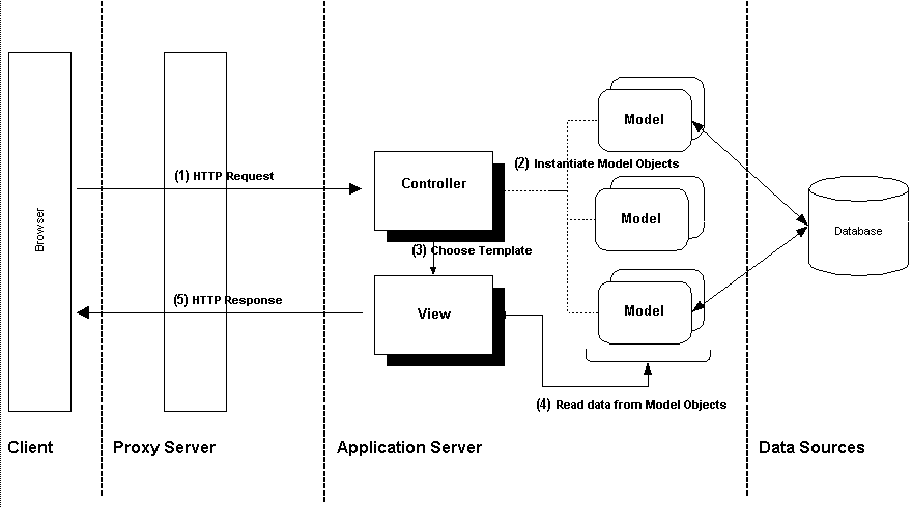 Model
(2) Instantiate Model Objects
(1) HTTP Request
Controller
Browser
Model
Database
(3) Choose Template
(5) HTTP Response
View
Model
(4) Read data from Model Objects
Client
Proxy Server
Application Server
Data Sources